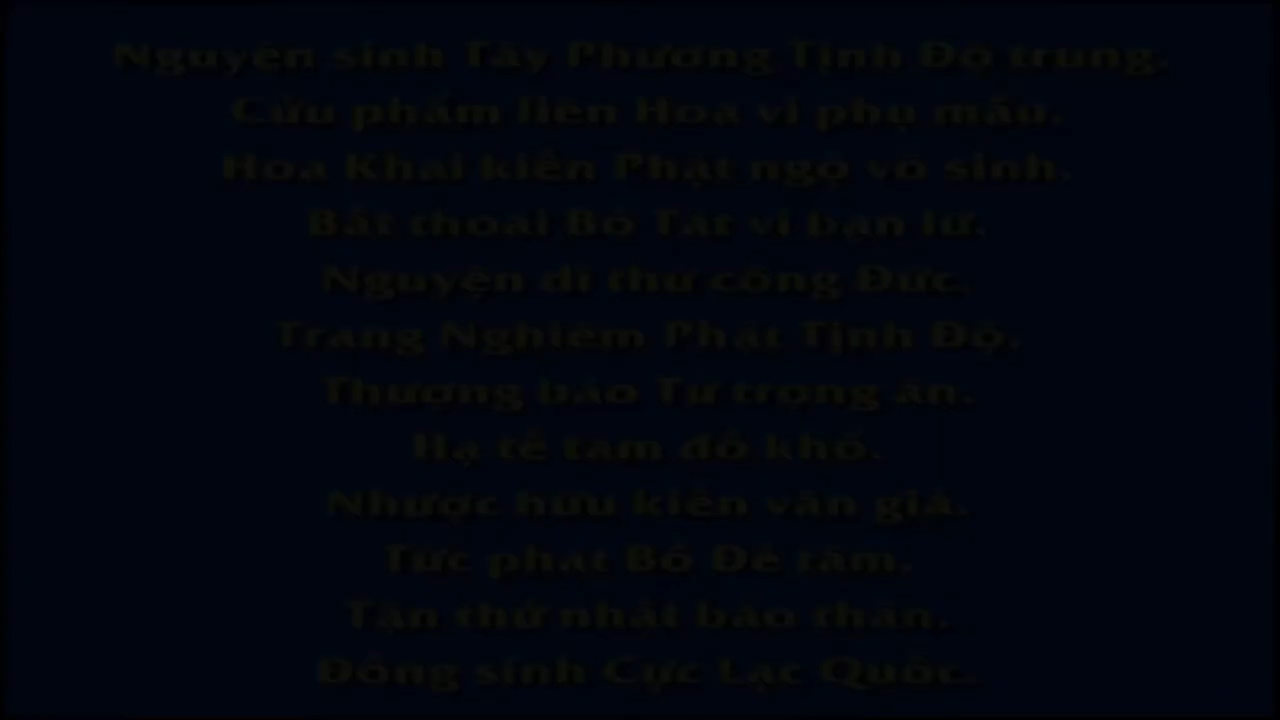 Nguyện sinh Tây Phương Tịnh Độ trung.
Cửu phẩm liên Hoa vi phụ mẫu.
Hoa Khai kiến Phật ngộ vô sinh.
Bất thoái Bồ Tát vi bạn lữ.
Nguyện dĩ thử công Đức.
Trang Nghiêm Phật Tịnh Độ.
Thượng báo Tứ trọng ân.
Hạ tế tam đồ khổ.
Nhược hữu kiến văn giả.
Tức phát Bồ Đề tâm.
Tận thử nhất báo thân.
Đồng sinh Cực Lạc Quốc.